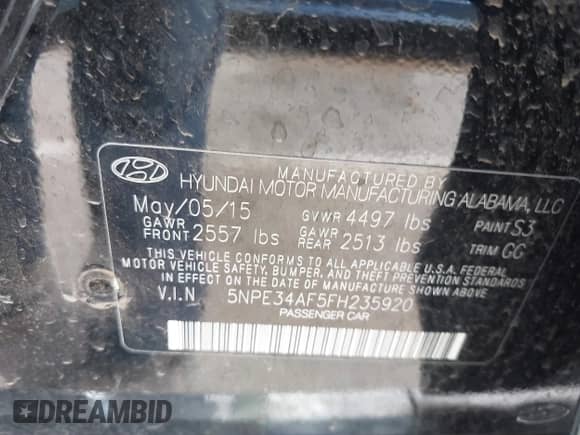 MANUFACTURED BY
HYUNDAI MOTOR MANUFACTURING ALABAMA, LLC
May/05/15 GVWR 4497 lbs PAINT S3
GAWR FRONT 2557 lbs GAWR REAR 2513 lbs TRIM GG
THIS VEHICLE CONFORMS TO ALL APPLICABLE U.S.A. FEDERAL
MOTOR VEHICLE SAFETY, BUMPER, AND THEFT PREVENTION STANDARDS
IN EFFECT ON THE DATE OF MANUFACTURE SHOWN ABOVE
V.I.N 5NPE34AF5FH235920
PASSENGER CAR
DREAMBID